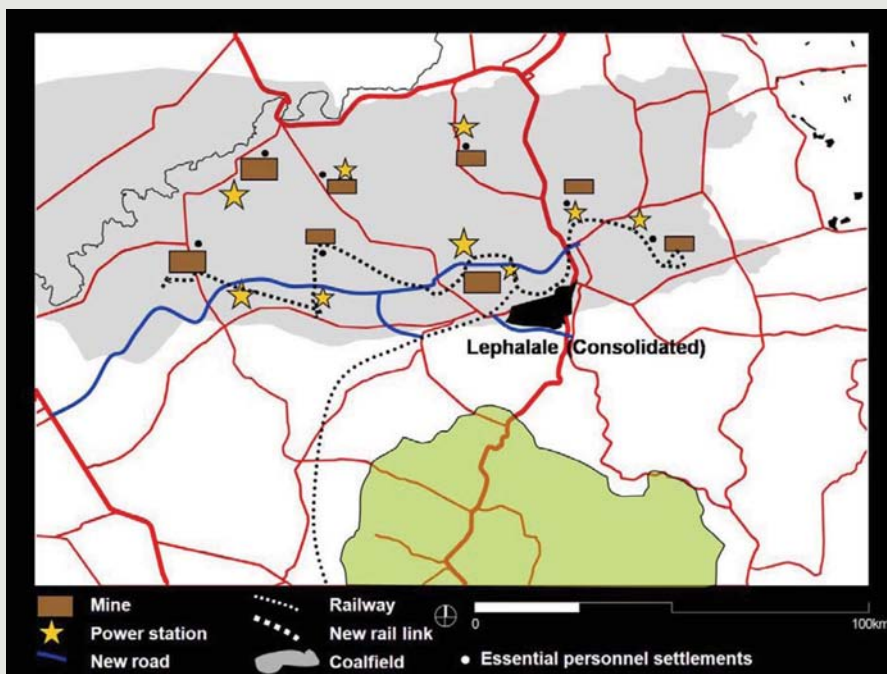 Lephalale (Consolidated)
Mine
Railway
Power station
New rail link
0
100km
New road
Coalfield
Essential personnel settlements